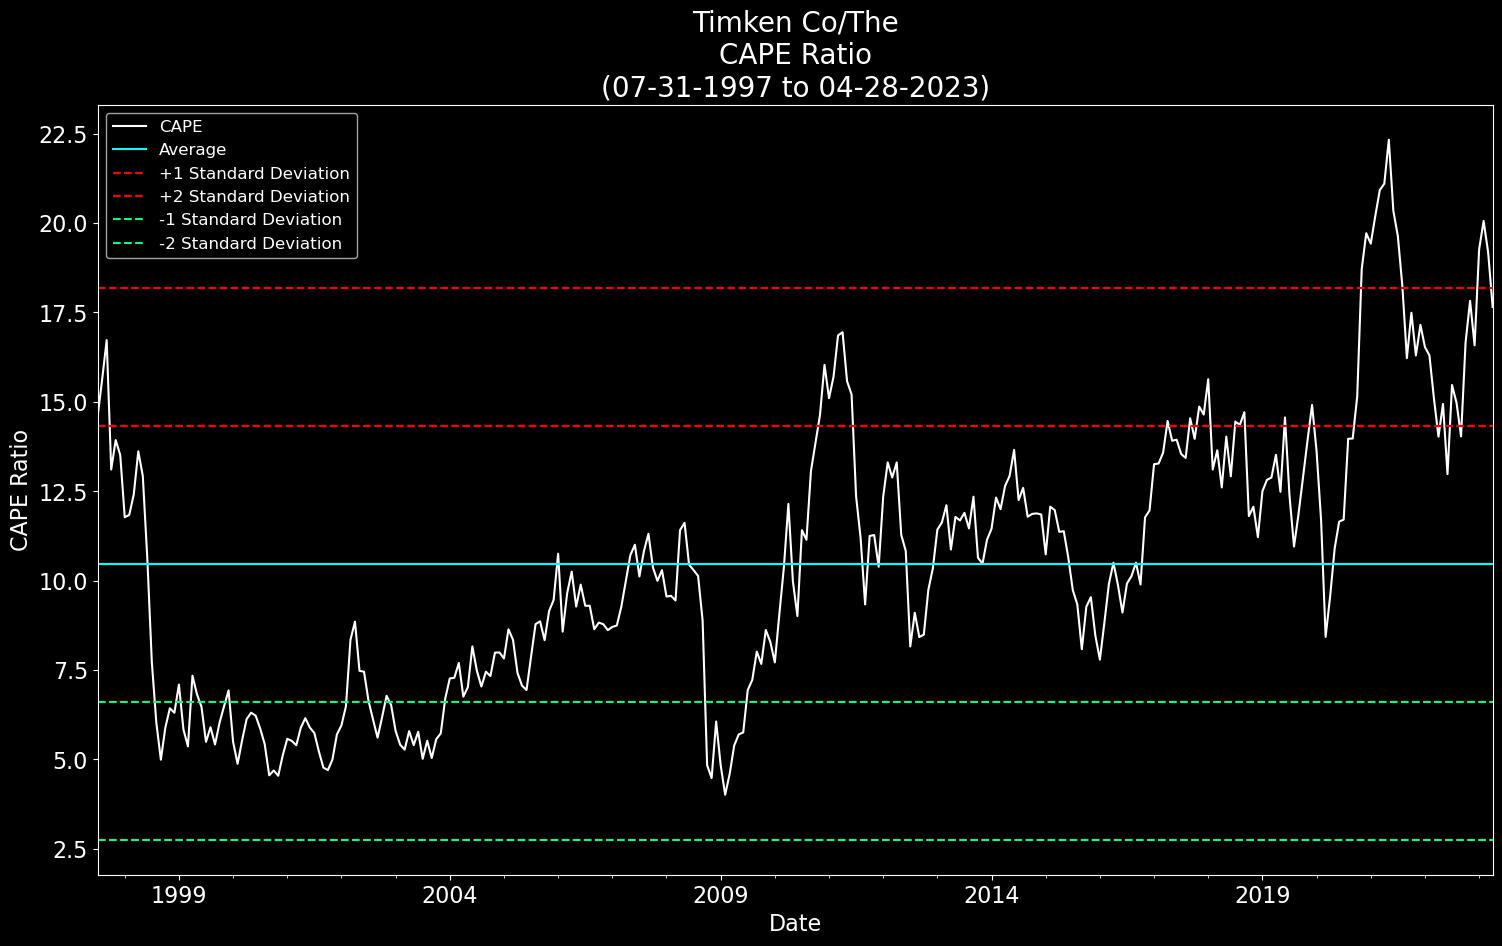 Timken Co/The
CAPE Ratio
(07-31-1997 to 04-28-2023)
CAPE
Average
+1 Standard Deviation
+2 Standard Deviation
-1 Standard Deviation
-2 Standard Deviation
CAPE Ratio
22.5
20.0
17.5
15.0
12.5
10.0
7.5
5.0
2.5
1999 2004 2009 2014 2019
Date